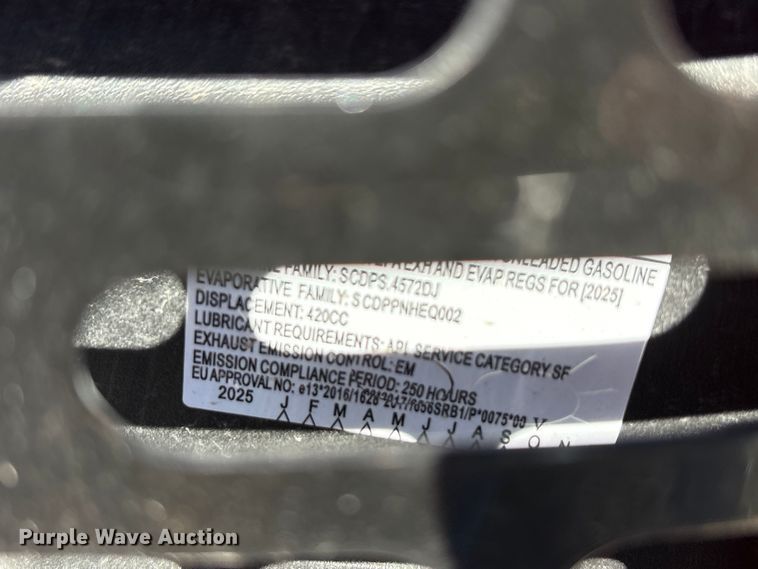 UNLEADED GASOLINE
EXH AND EVAP REGS FOR [2025]
FAMILY: SCDPS.4572DJ
EVAPORATIVE FAMILY: SCDPPNHEQ002
DISPLACEMENT: 420CC
LUBRICANT REQUIREMENTS: API SERVICE CATEGORY SF
EXHAUST EMISSION CONTROL: EM
EMISSION COMPLIANCE PERIOD: 250 HOURS
EU APPROVAL NO:
2025 J F M A M J J A S O N
Purple Wave Auction